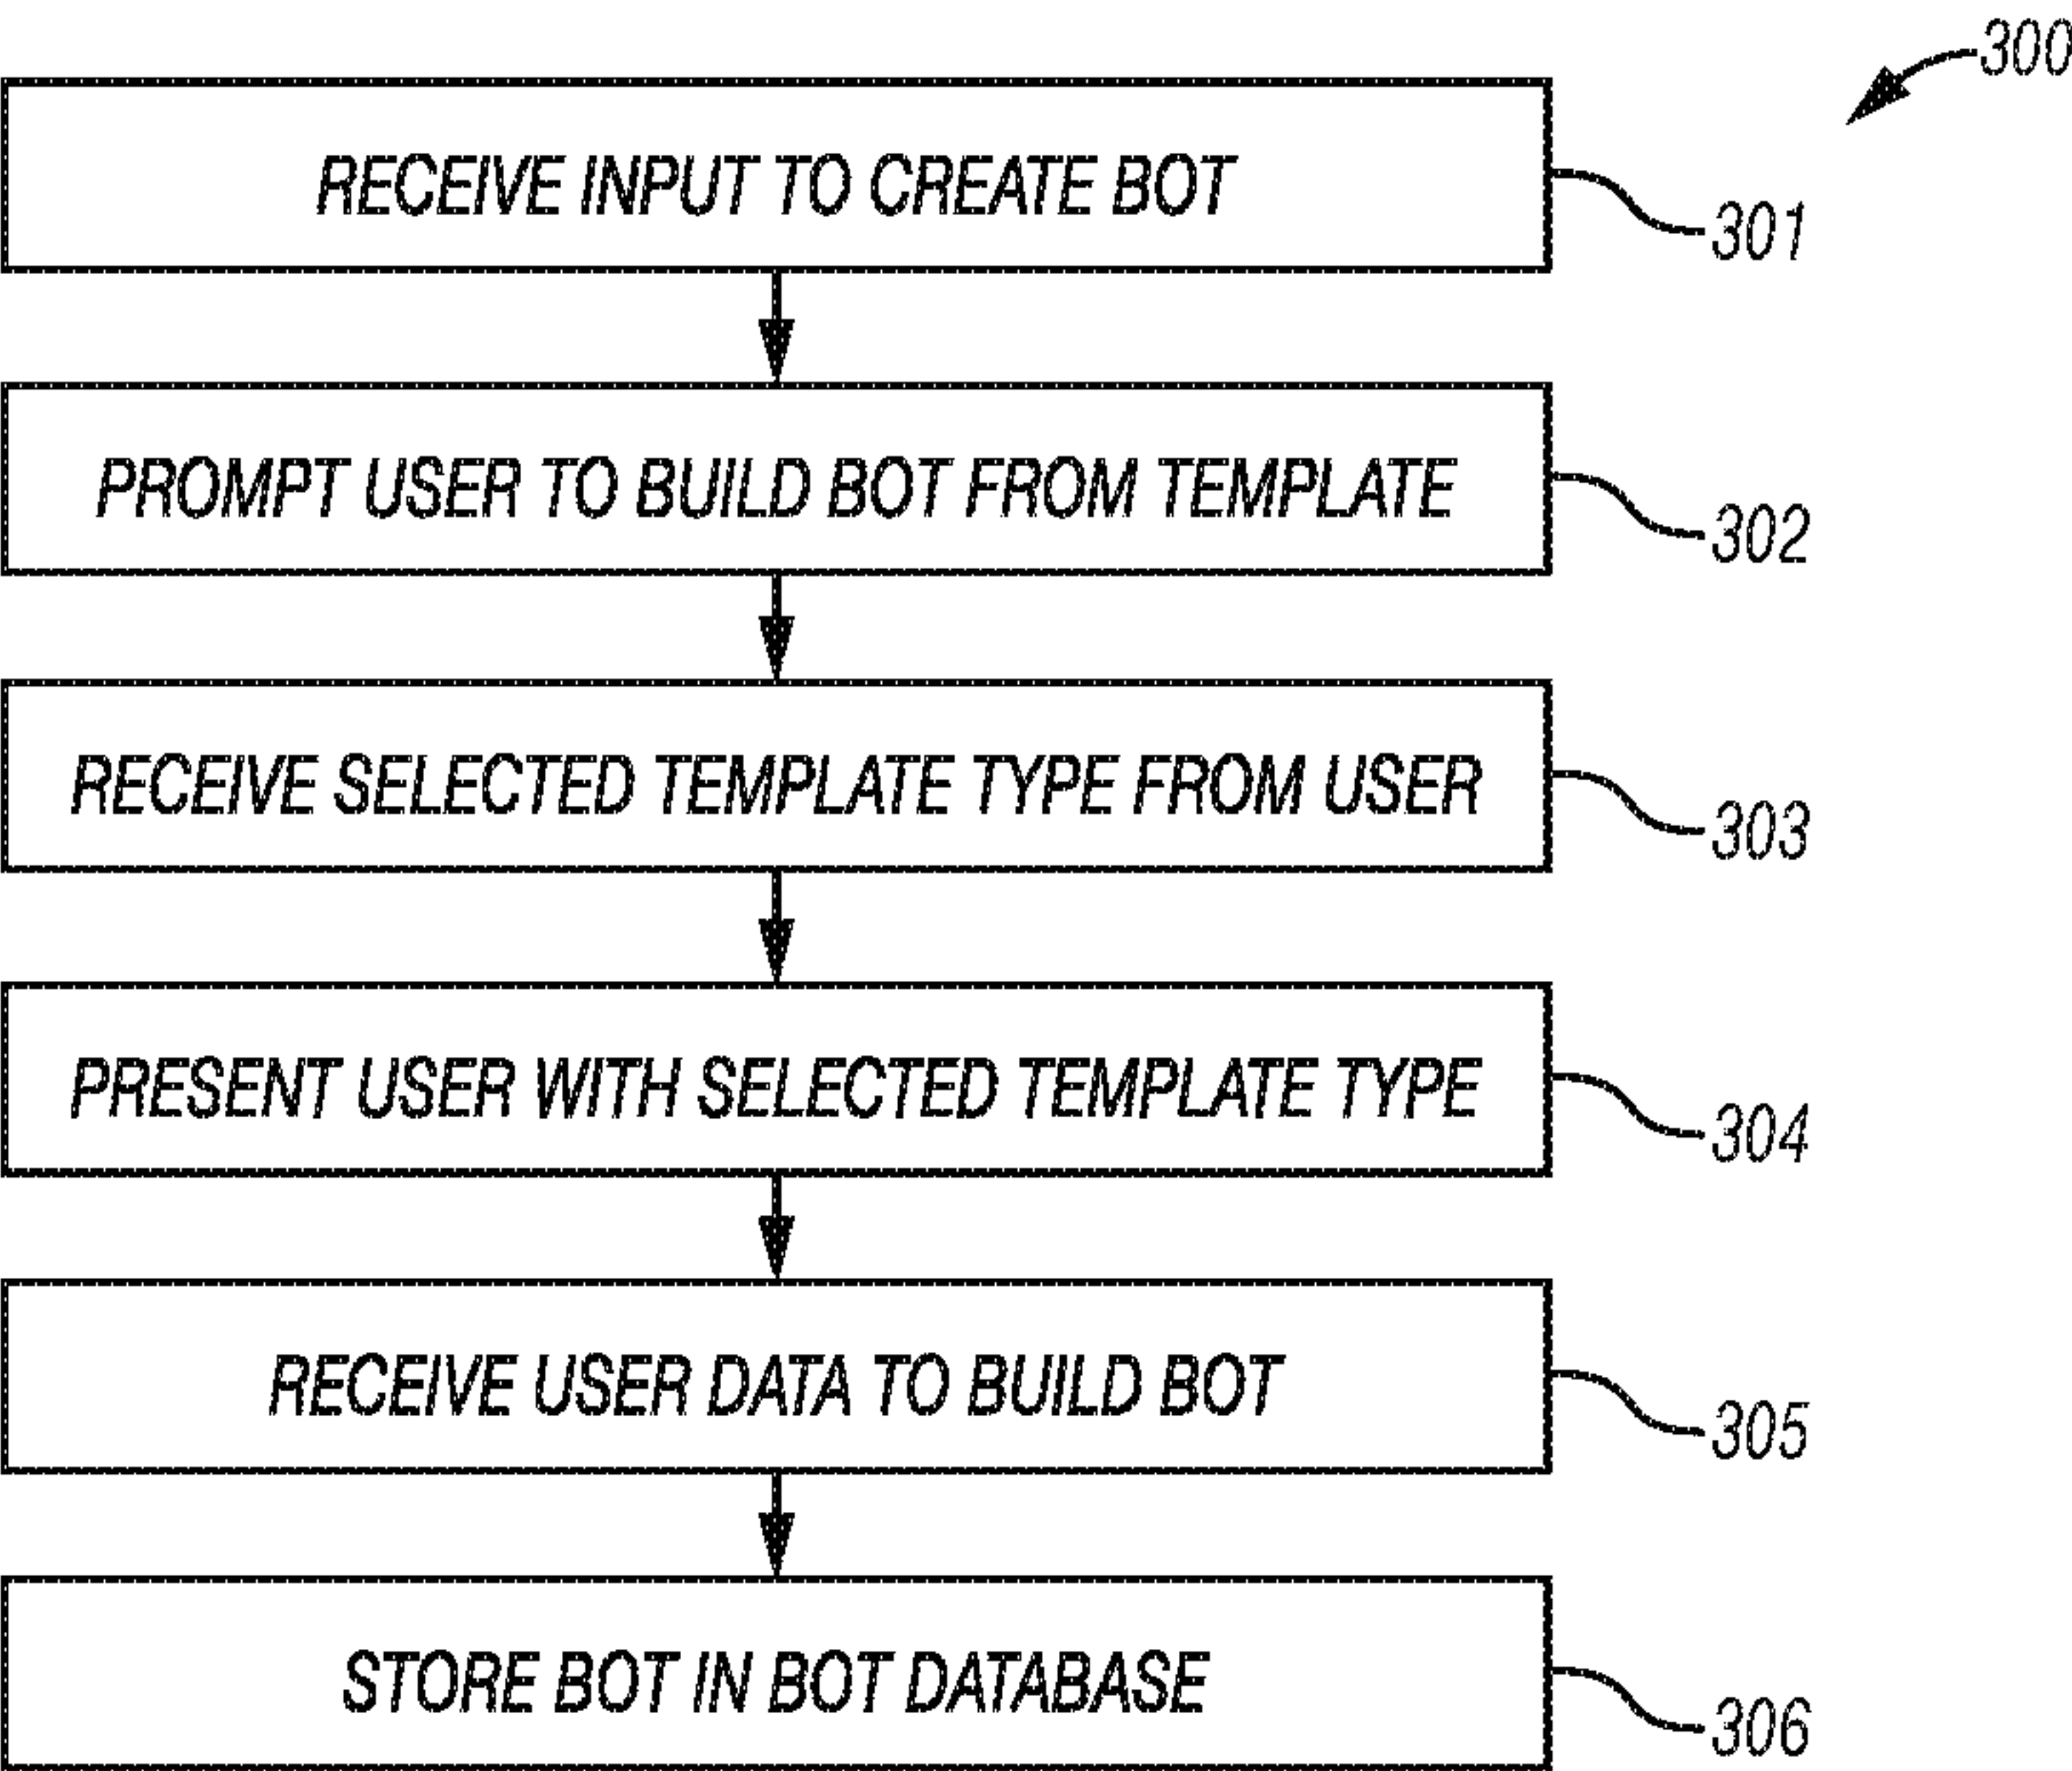 300
RECEIVE INPUT TO CREATE BOT
301
PROMPT USER TO BUILD BOT FROM TEMPLATE
302
RECEIVE SELECTED TEMPLATE TYPE FROM USER
303
PRESENT USER WITH SELECTED TEMPLATE TYPE
304
RECEIVE USER DATA TO BUILD BOT
305
STORE BOT IN BOT DATABASE
306